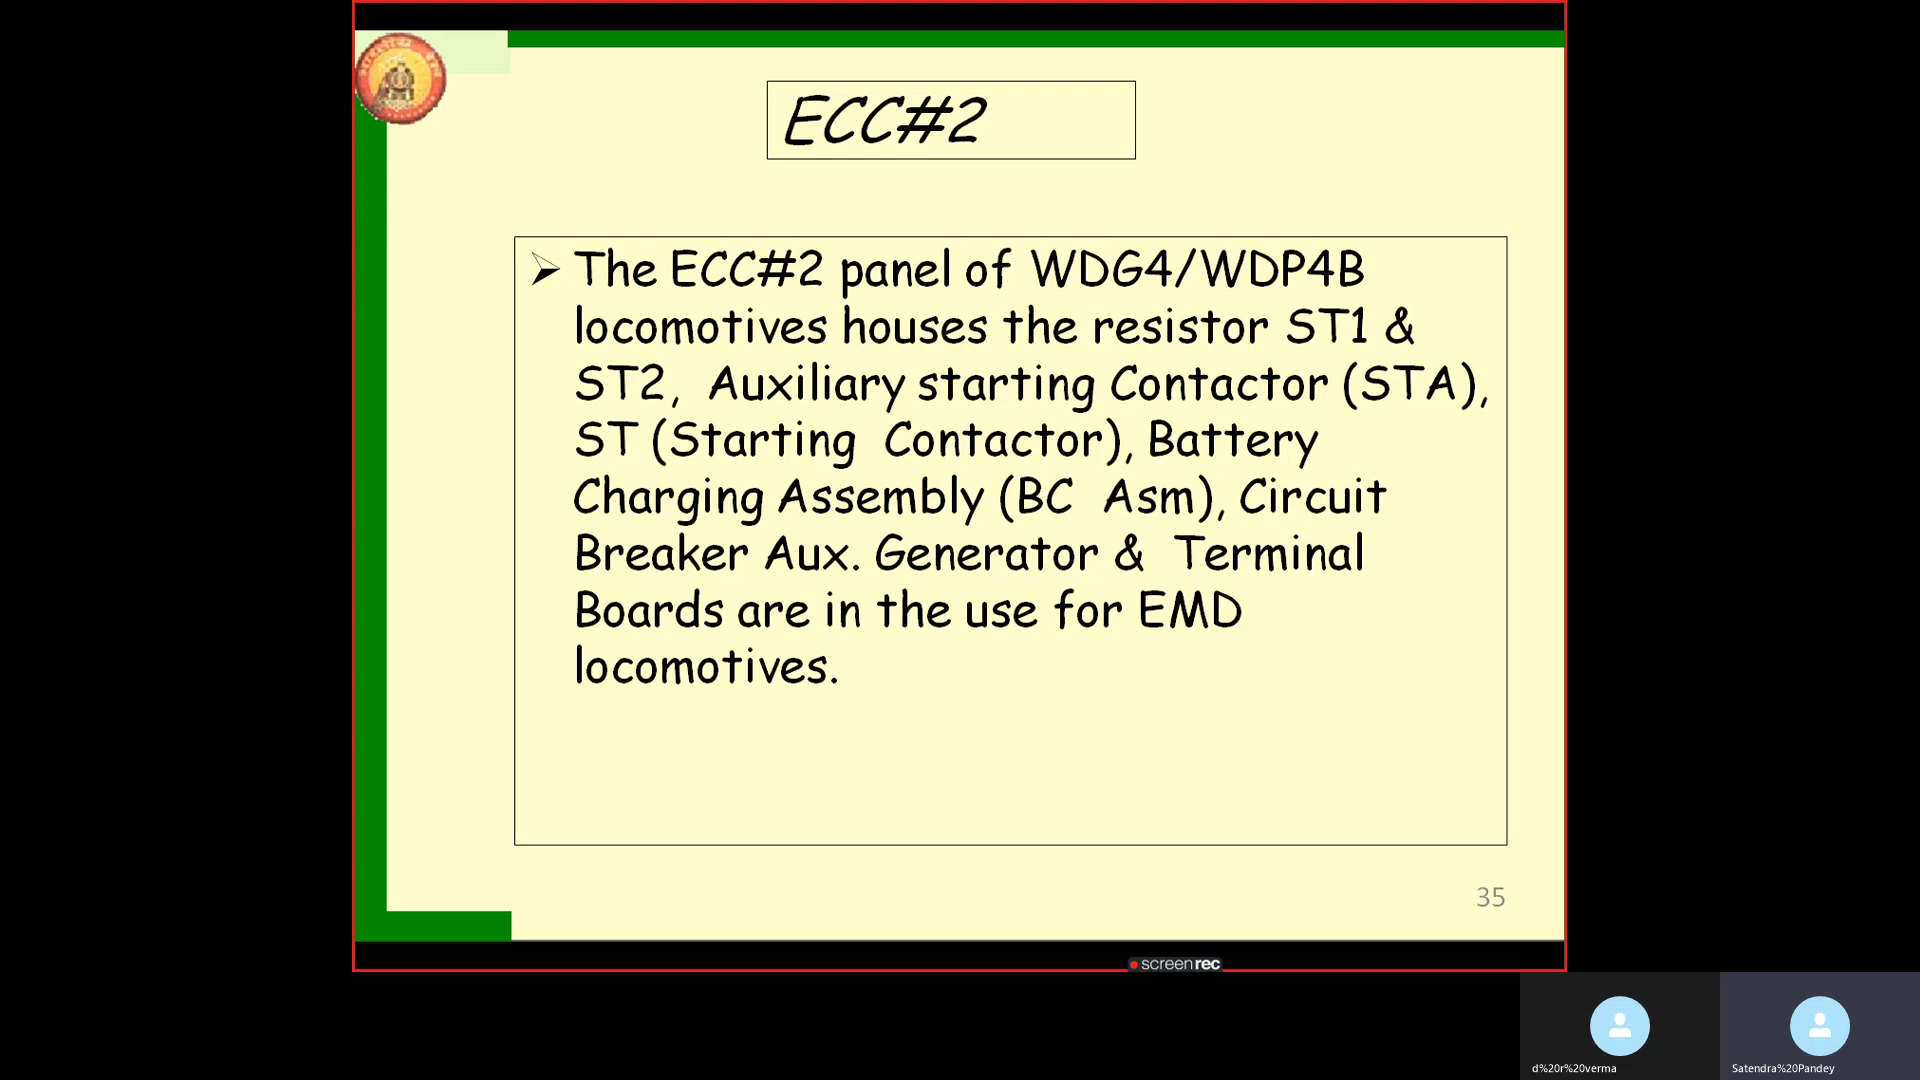 ECC#2
➢ The ECC#2 panel of WDG4/WDP4B
locomotives houses the resistor ST1 &
ST2, Auxiliary starting Contactor (STA),
ST (Starting Contactor), Battery
Charging Assembly (BC Asm), Circuit
Breaker Aux. Generator & Terminal
Boards are in the use for EMD
locomotives.
35
screenrec
d%20r%20verma
Satendra%20Pandey